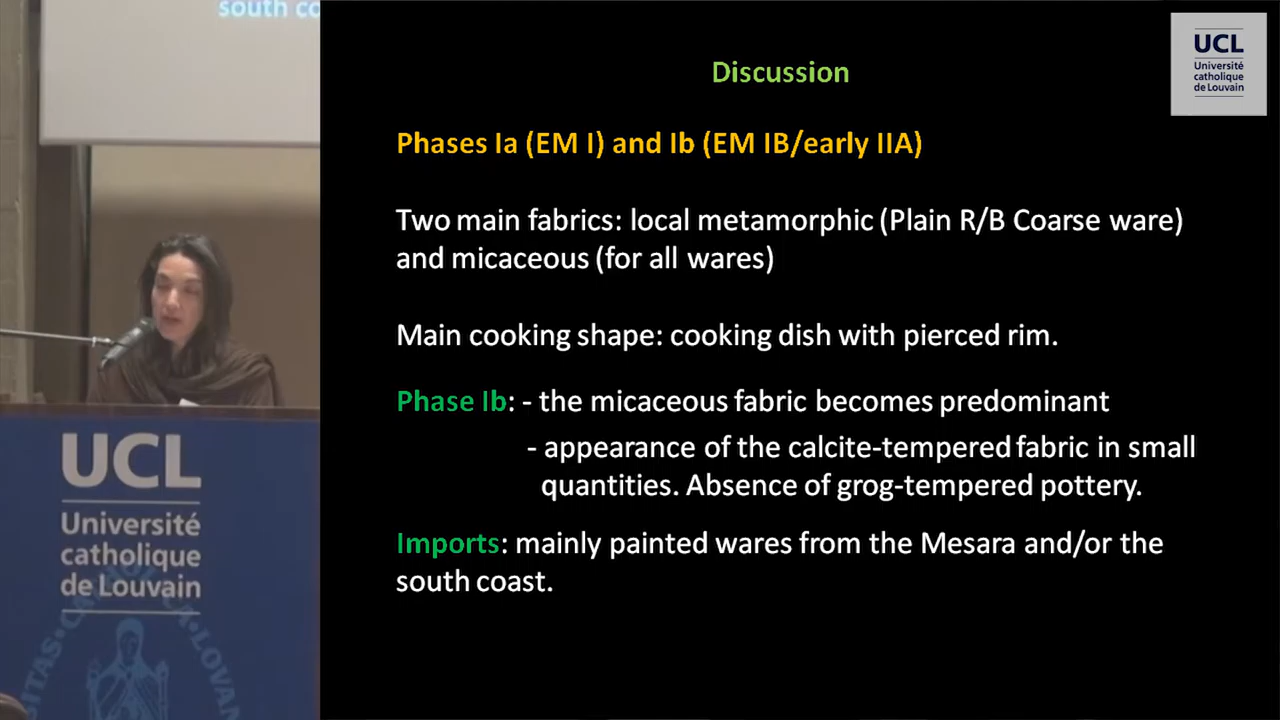 south co
Discussion
UCL
Université
catholique
de Louvain
Phases Ia (EM I) and Ib (EM IB/early IIA)
Two main fabrics: local metamorphic (Plain R/B Coarse ware)
and micaceous (for all wares)
Main cooking shape: cooking dish with pierced rim.
Phase Ib: - the micaceous fabric becomes predominant
- appearance of the calcite-tempered fabric in small
quantities. Absence of grog-tempered pottery.
Imports: mainly painted wares from the Mesara and/or the
south coast.
UCL
Université
catholique
de Louvain